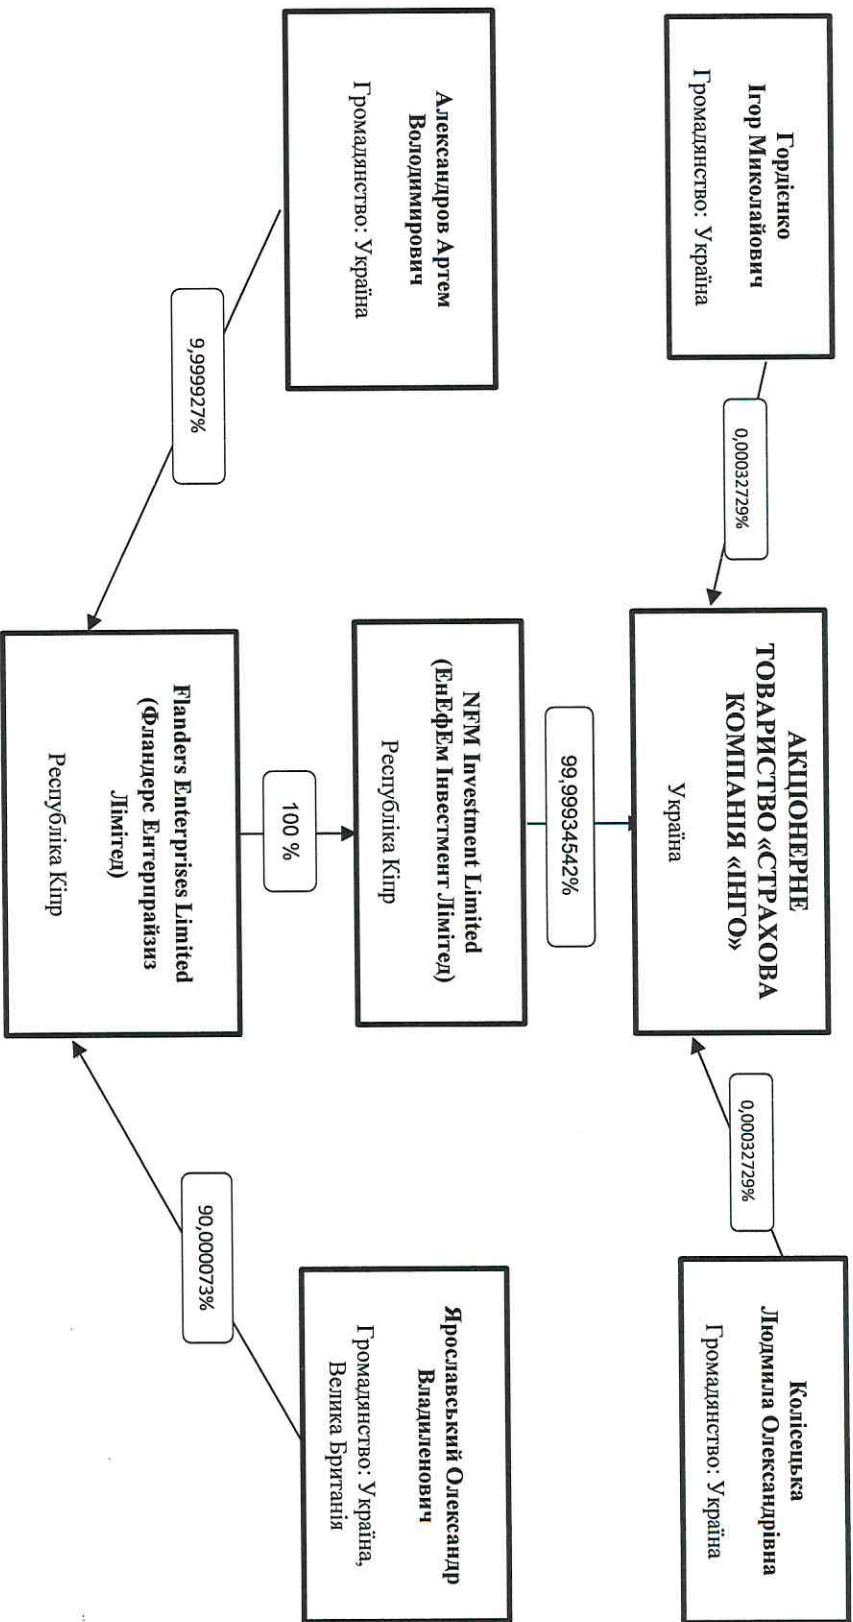 Гордієнко
Ігор Миколайович
Громадянство: Україна
0,00032729%
АКЦІОНЕРНЕ
ТОВАРИСТВО «СТРАХОВА
КОМПАНІЯ «ІНГО»
Україна
0,00032729%
Колісецька
Людмила Олександрівна
Громадянство: Україна
99,99934542%
Александров Артем
Володимирович
Громадянство: Україна
NFM Investment Limited
(ЕнЕфЕм Інвестмент Лімітед)
Республіка Кіпр
Ярославський Олександр
Владиленович
Громадянство: Україна,
Велика Британія
9,999927%
100 %
90,000073%
Flanders Enterprises Limited
(Фландерс Ентерпрайзиз
Лімітед)
Республіка Кіпр